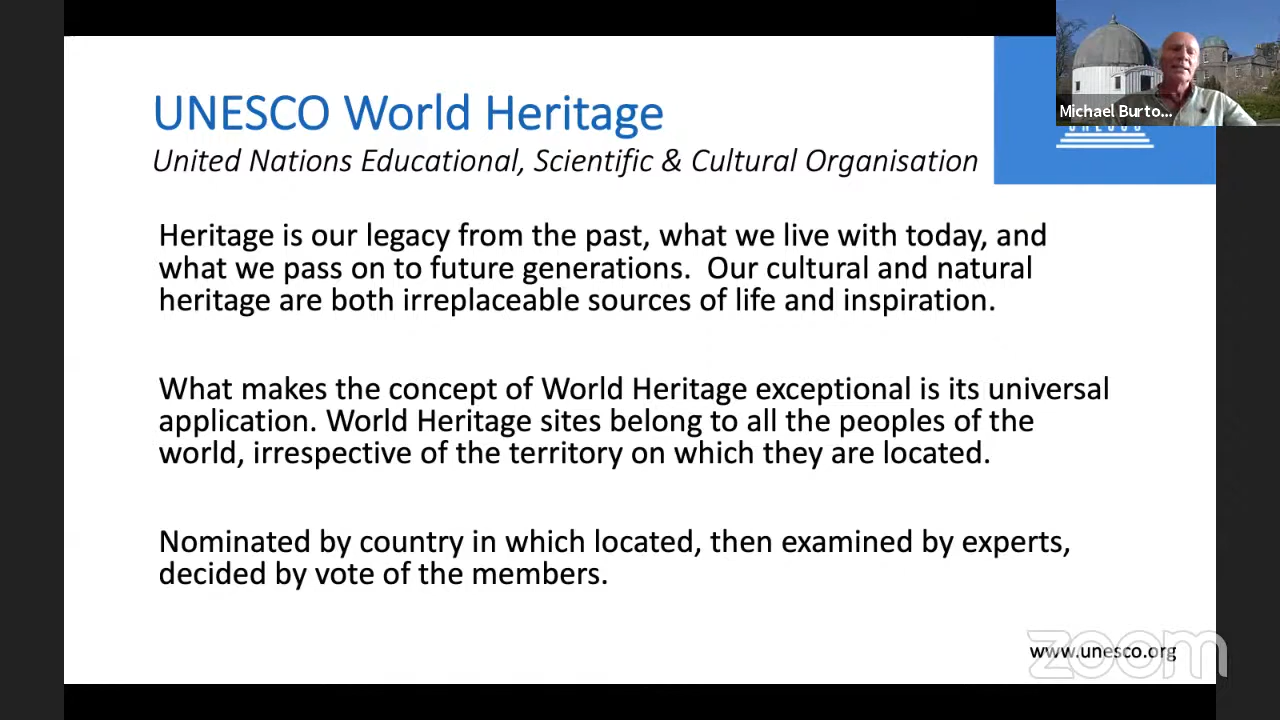 UNESCO World Heritage
United Nations Educational, Scientific & Cultural Organisation
Michael Burto...
Heritage is our legacy from the past, what we live with today, and
what we pass on to future generations.  Our cultural and natural
heritage are both irreplaceable sources of life and inspiration.
What makes the concept of World Heritage exceptional is its universal
application. World Heritage sites belong to all the peoples of the
world, irrespective of the territory on which they are located.
Nominated by country in which located, then examined by experts,
decided by vote of the members.
www.unesco.org
zoom